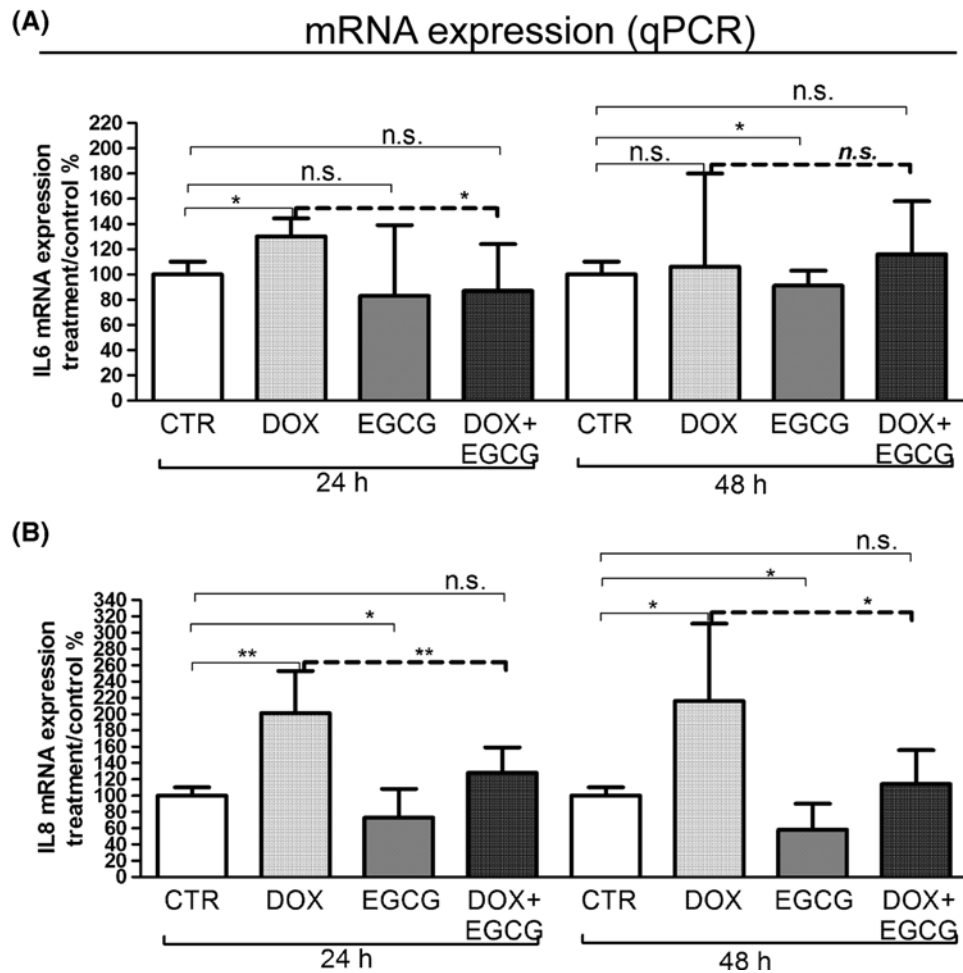 (A)
mRNA expression (qPCR)
n.s.
n.s. *
n.s. n.s. n.s.
* *
IL6 mRNA expression
treatment/control %
220
200
180
160
140
120
100
80
60
40
20
0
CTR DOX EGCG DOX+ CTR DOX EGCG DOX+
EGCG EGCG
24 h 48 h
(B)
n.s.
n.s. *
* * *
** **
IL8 mRNA expression
treatment/control %
340
320
300
280
260
240
220
200
180
160
140
120
100
80
60
40
20
0
CTR DOX EGCG DOX+ CTR DOX EGCG DOX+
EGCG EGCG
24 h 48 h